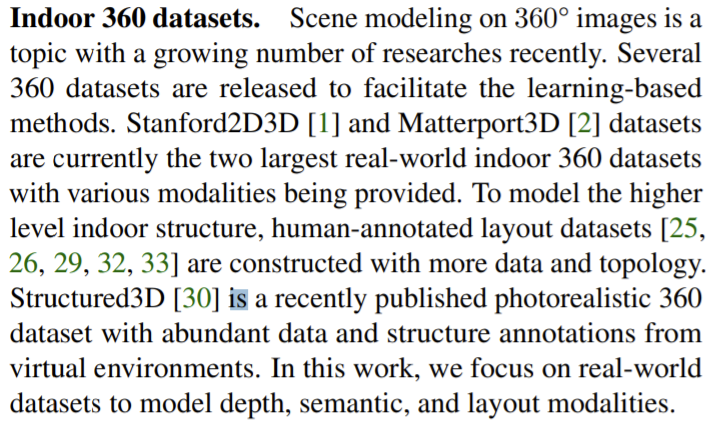 Indoor 360 datasets. Scene modeling on 360° images is a
topic with a growing number of researches recently. Several
360 datasets are released to facilitate the learning-based
methods. Stanford2D3D [1] and Matterport3D [2] datasets
are currently the two largest real-world indoor 360 datasets
with various modalities being provided. To model the higher
level indoor structure, human-annotated layout datasets [25,
26, 29, 32, 33] are constructed with more data and topology.
Structured3D [30] is a recently published photorealistic 360
dataset with abundant data and structure annotations from
virtual environments. In this work, we focus on real-world
datasets to model depth, semantic, and layout modalities.